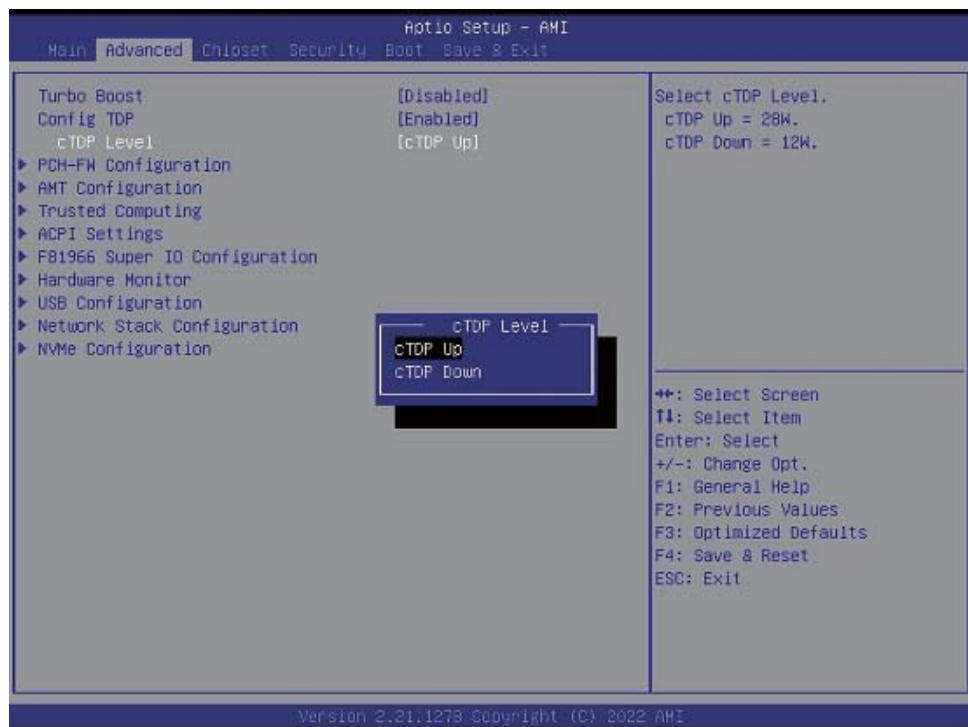 Aptio Setup - AMI
Main Advanced Chipset Security Boot Save & Exit
Turbo Boost [Disabled]
Config TDP [Enabled]
cTDP Level [cTDP Up]
PCH-FW Configuration
AMT Configuration
Trusted Computing
ACPI Settings
F81966 Super IO Configuration
Hardware Monitor
USB Configuration
Network Stack Configuration
NVMe Configuration
cTDP Level
cTDP Up
cTDP Down
Select cTDP Level.
cTDP Up = 28W.
cTDP Down = 12W.
→←: Select Screen
↑↓: Select Item
Enter: Select
+/-: Change Opt.
F1: General Help
F2: Previous Values
F3: Optimized Defaults
F4: Save & Reset
ESC: Exit
Version 2.21.1278 Copyright (C) 2022 AMI